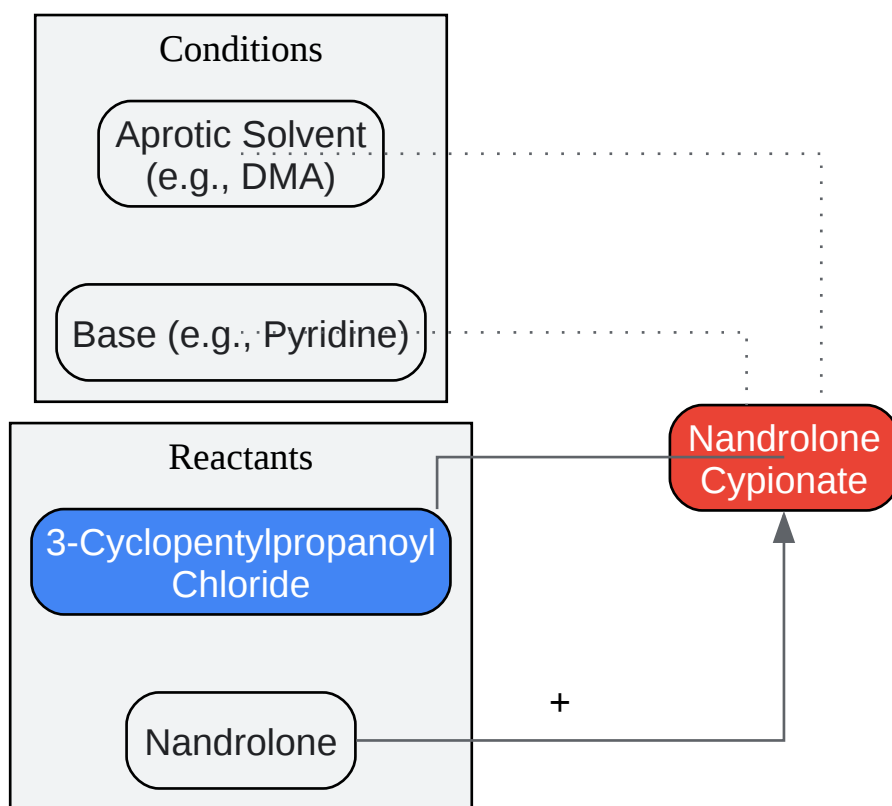 Conditions
Aprotic Solvent
(e.g., DMA)
Base (e.g., Pyridine)
Nandrolone
Cypionate
Reactants
3-Cyclopentylpropanoyl
Chloride
+
Nandrolone